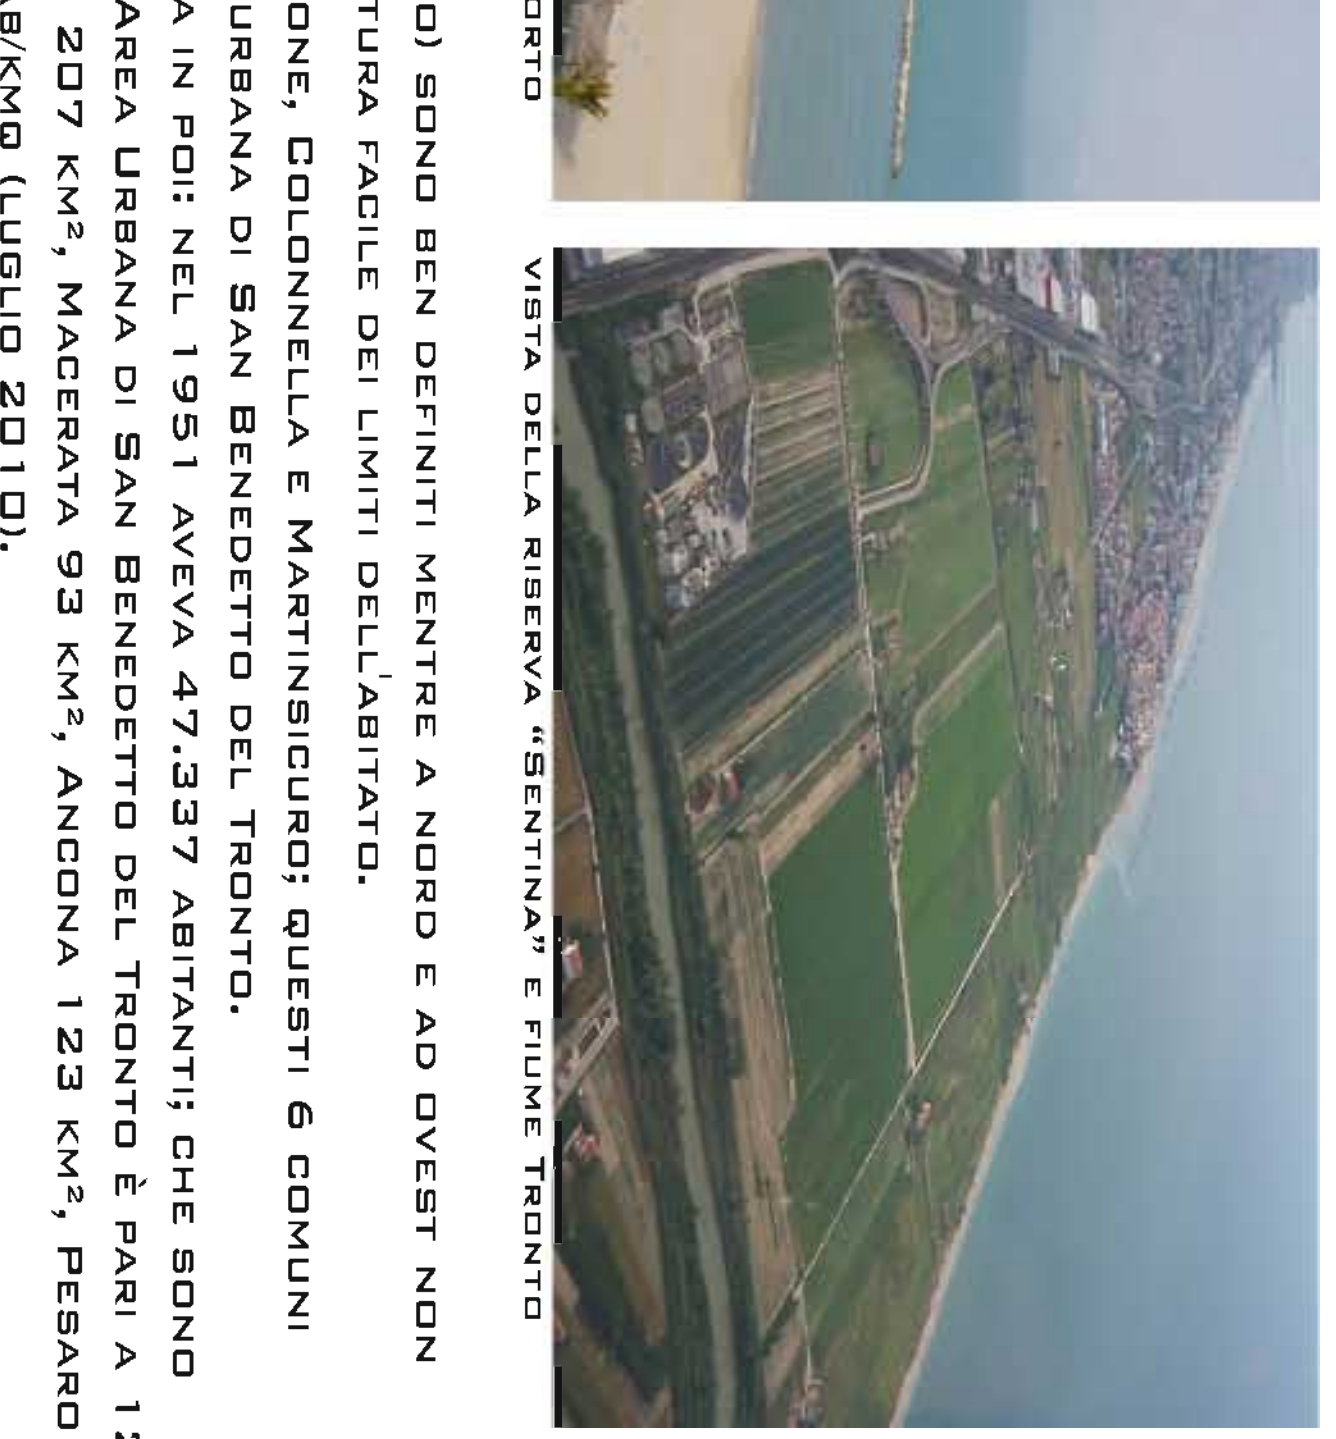 ORTO VISTA DELLA RISERVA “SENTINA” E FIUME TRONTO
O) SONO BEN DEFINITI MENTRE A NORD E AD OVEST NON
TURA FACILE DEI LIMITI DELL'ABITATO.
ONE, COLONNELLA E MARTINSICURO; QUESTI 6 COMUNI
URBANA DI SAN BENEDETTO DEL TRONTO.
A IN POI: NEL 1951 AVEVA 47.337 ABITANTI; CHE SONO
AREA URBANA DI SAN BENEDETTO DEL TRONTO È PARI A
207 KM², MACERATA 93 KM², ANCONA 123 KM², PESARO
AB/KMQ (LUGLIO 2010).